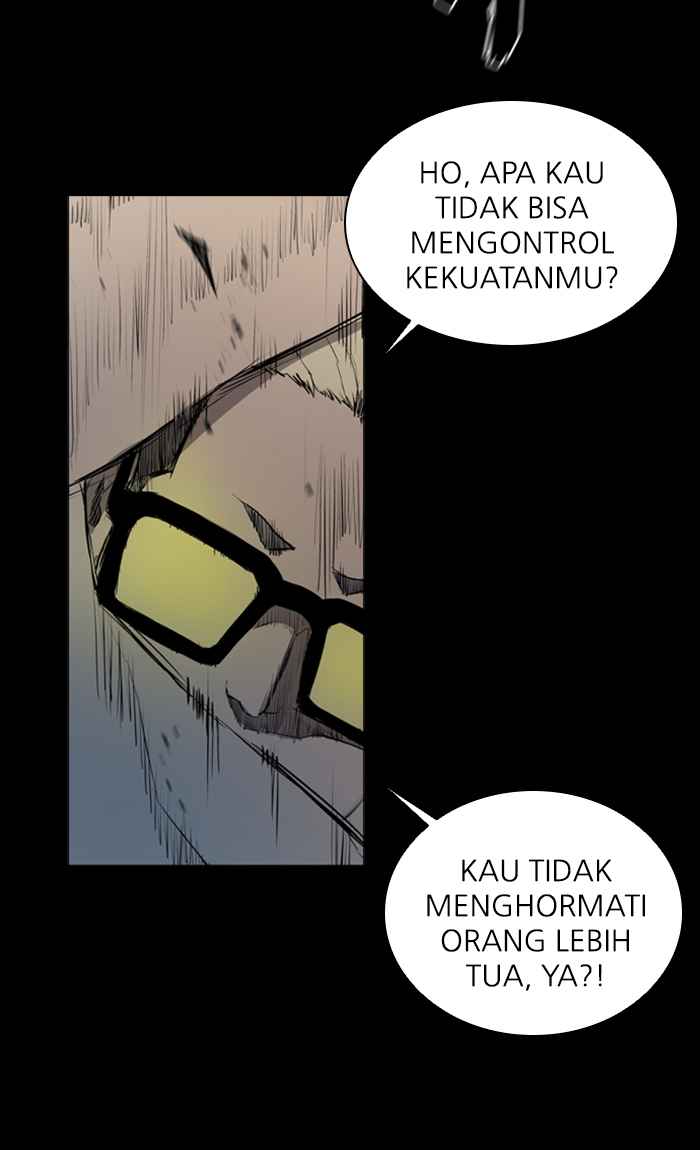 HO, APA KAU
TIDAK BISA
MENGONTROL
KEKUATANMU?
KAU TIDAK
MENGHORMATI
ORANG LEBIH
TUA, YA?!